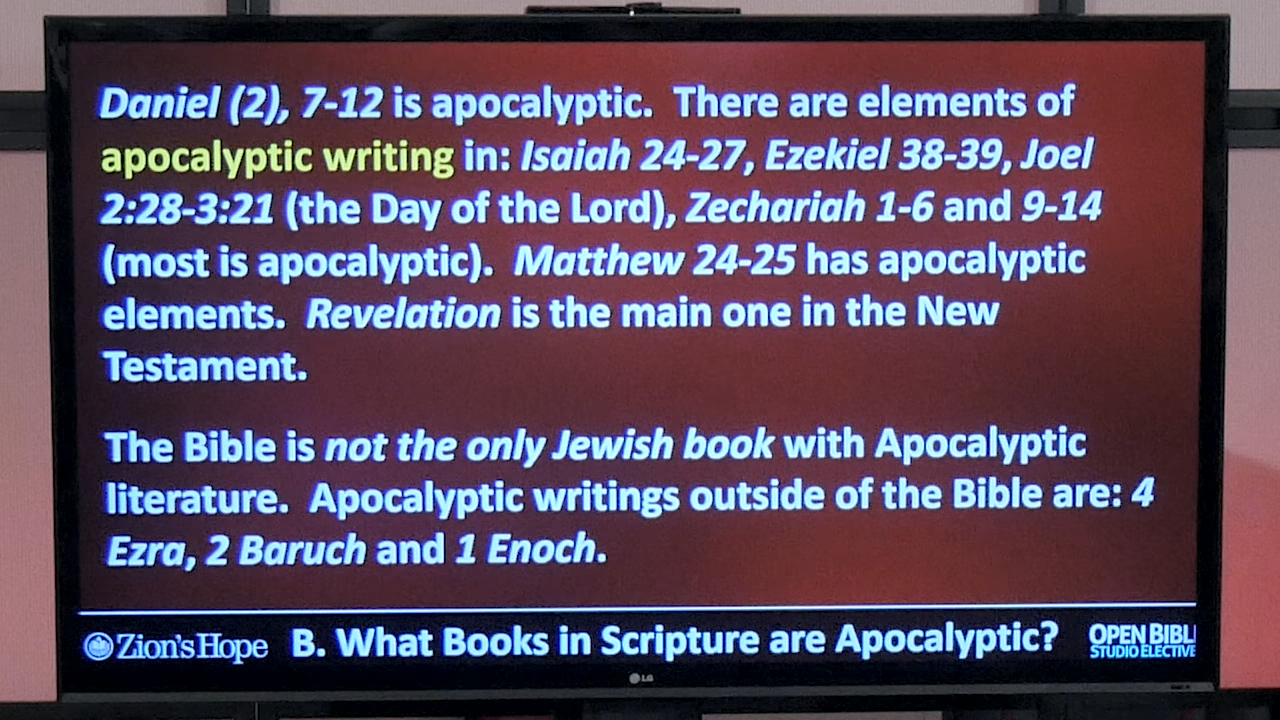 Daniel (2), 7-12 is apocalyptic.  There are elements of
apocalyptic writing in: Isaiah 24-27, Ezekiel 38-39, Joel
2:28-3:21 (the Day of the Lord), Zechariah 1-6 and 9-14
(most is apocalyptic).  Matthew 24-25 has apocalyptic
elements.  Revelation is the main one in the New
Testament.
The Bible is not the only Jewish book with Apocalyptic
literature.  Apocalyptic writings outside of the Bible are: 4
Ezra, 2 Baruch and 1 Enoch.
Zion's Hope
B. What Books in Scripture are Apocalyptic?
OPEN BIBL
STUDIO ELECTIVE
LG